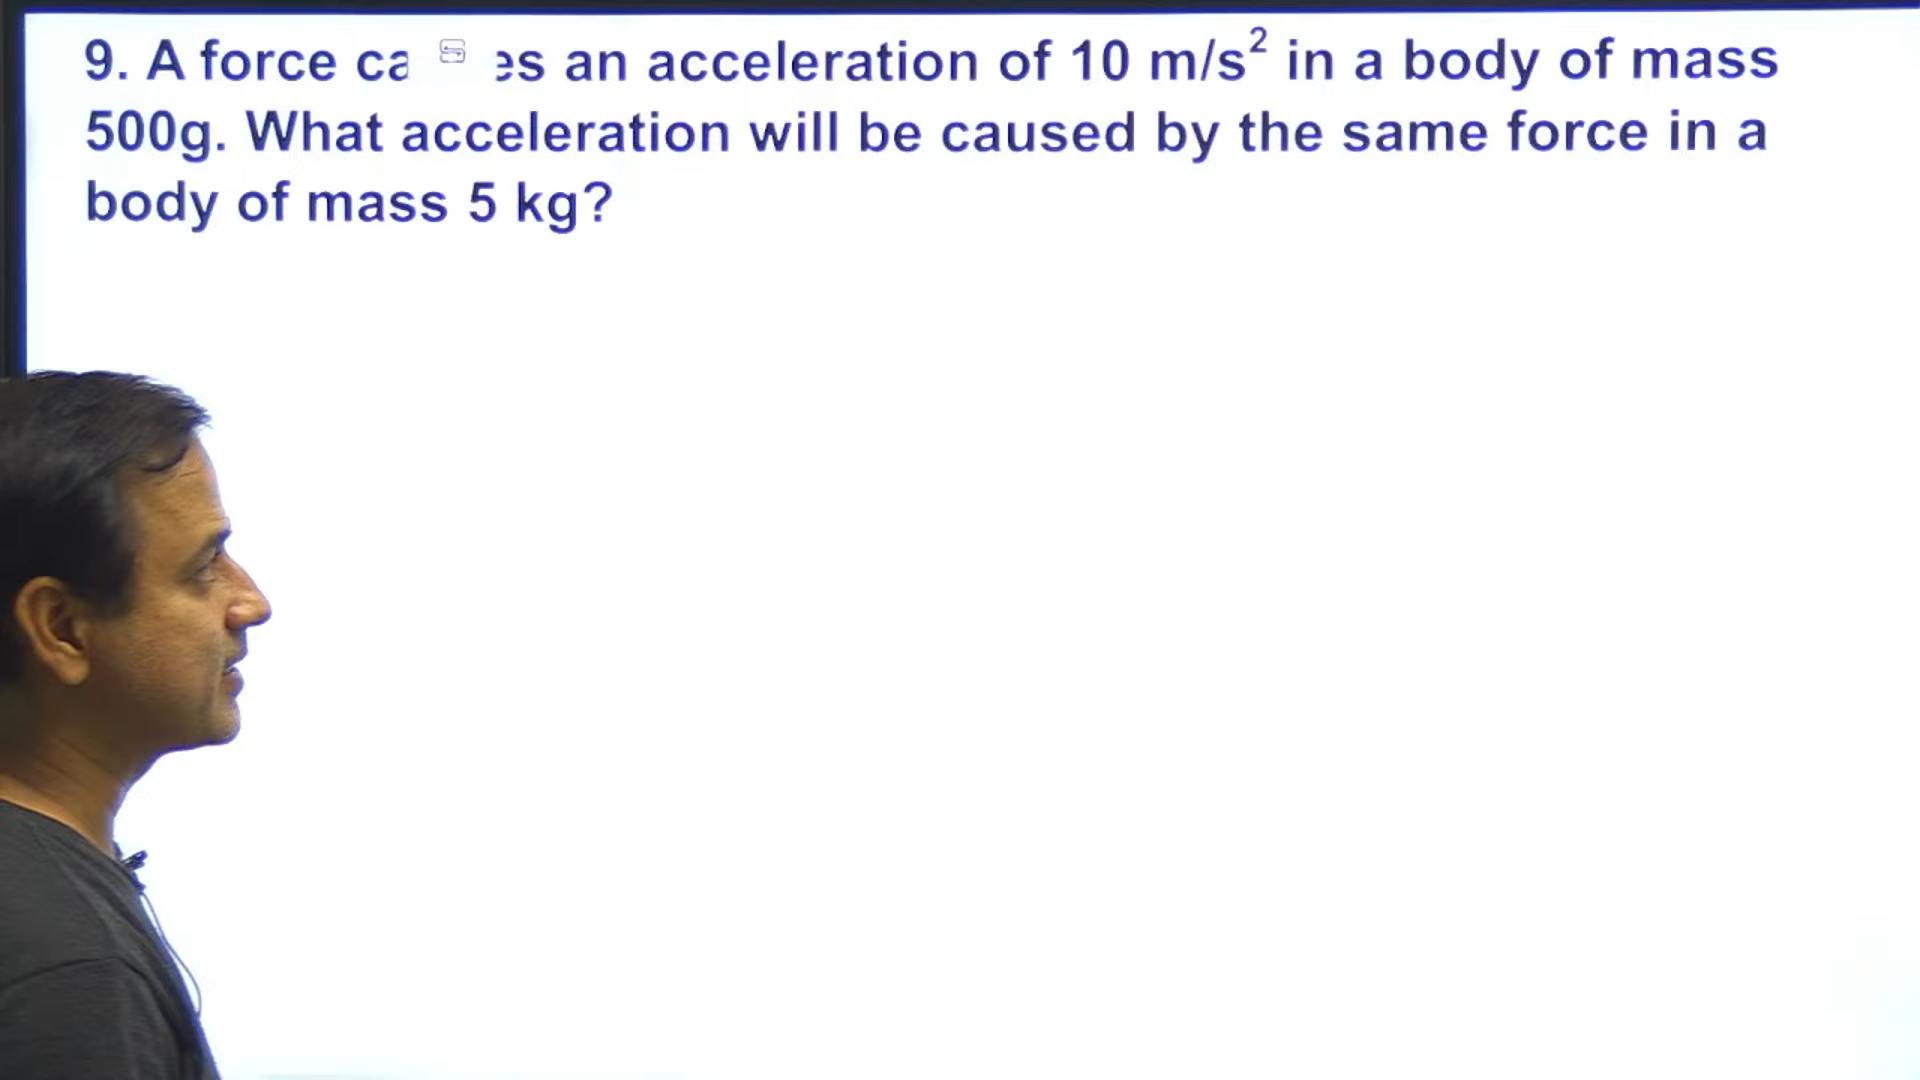 9. A force ca es an acceleration of 10 m/s² in a body of mass
500g. What acceleration will be caused by the same force in a
body of mass 5 kg?